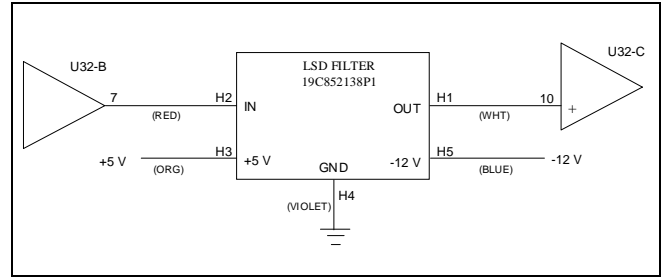 U32-B
LSD FILTER
19C852138P1
U32-C
7
H2
IN
OUT
H1
10
+
(RED)
(WHT)
+5 V
H3
+5 V
GND
-12 V
H5
-12 V
(ORG)
(BLUE)
(VIOLET)
H4